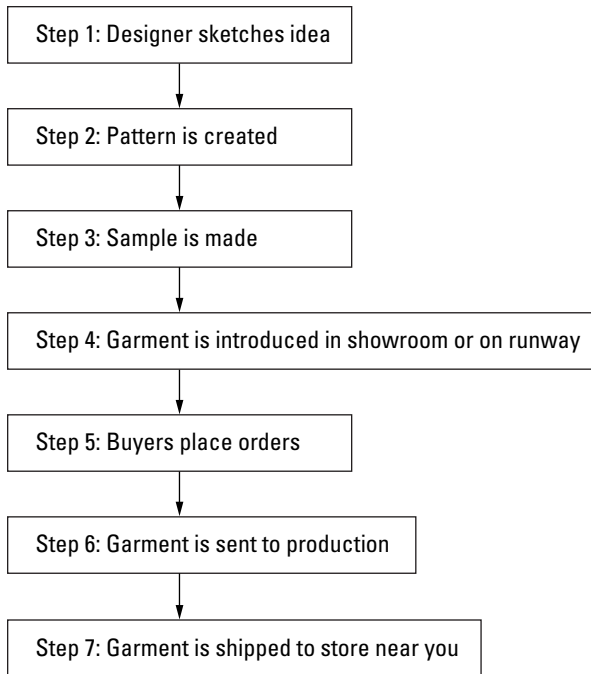 Step 1: Designer sketches idea
Step 2: Pattern is created
Step 3: Sample is made
Step 4: Garment is introduced in showroom or on runway
Step 5: Buyers place orders
Step 6: Garment is sent to production
Step 7: Garment is shipped to store near you